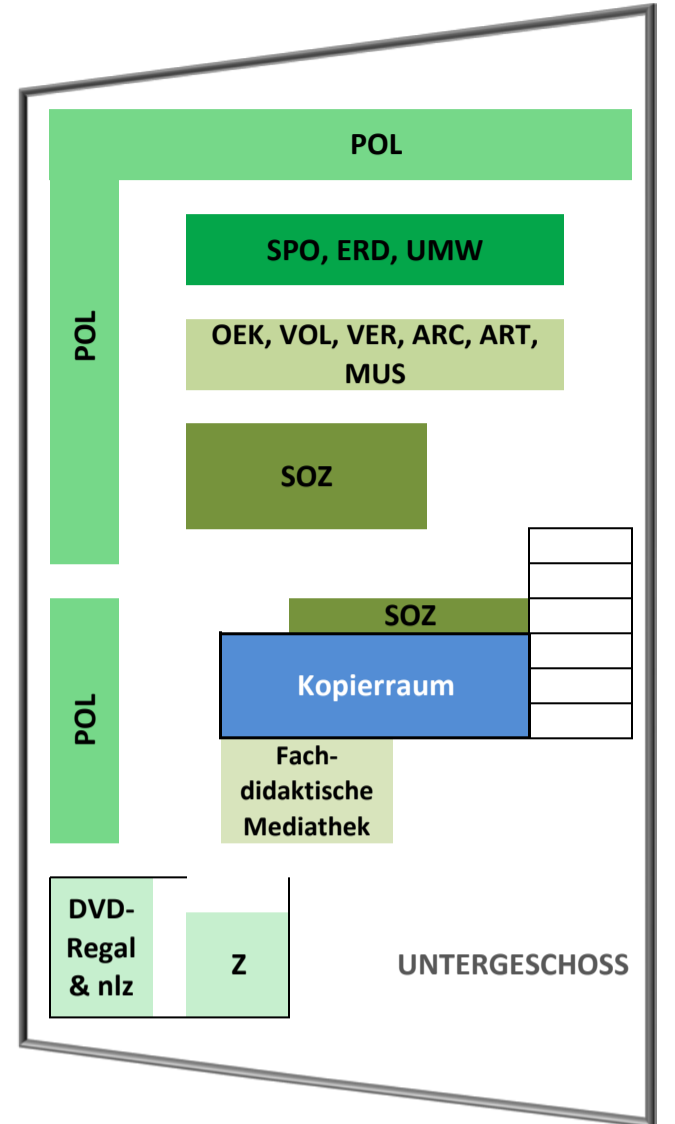 POL
SPO, ERD, UMW
POL
OEK, VOL, VER, ARC, ART,
MUS
SOZ
SOZ
Kopierraum
POL
Fach-
didaktische
Mediathek
DVD-
Regal
& nlz
Z
UNTERGESCHOSS